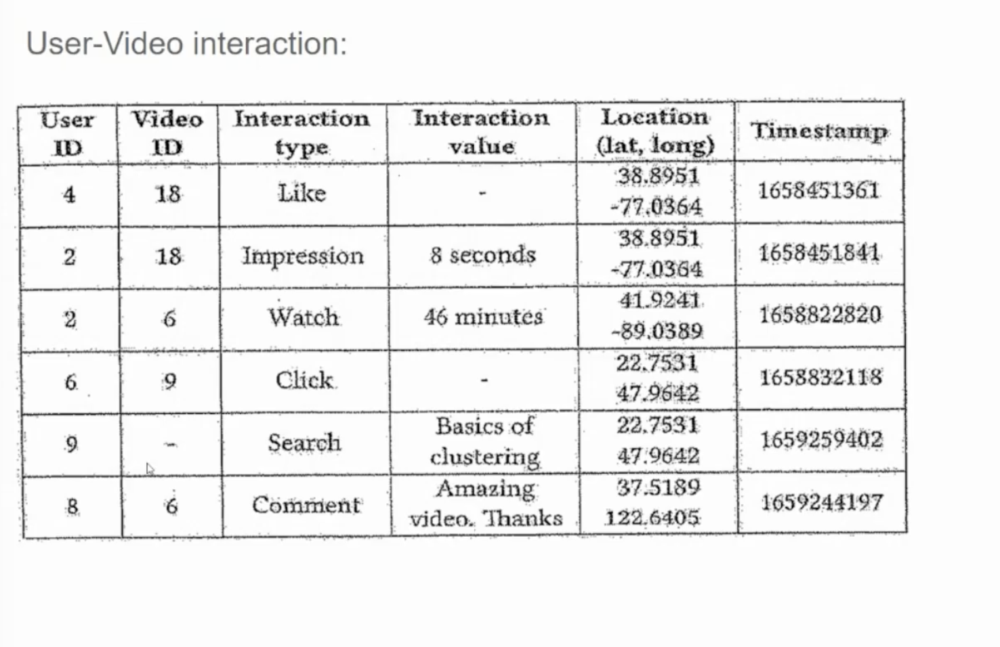 User-Video interaction:
User ID Video ID Interaction type Interaction value Location (lat, long) Timestamp
4 18 Like - 38.8951 -77.0364 1658451361
2 18 Impression 8 seconds 38.8951 -77.0364 1658451841
2 6 Watch 46 minutes 41.9241 -89.0389 1658822820
6 9 Click - 22.7531 47.9642 1658832118
9 - Search Basics of clustering 22.7531 47.9642 1659259402
8 6 Comment Amazing video. Thanks 37.5189 122.6405 1659244197